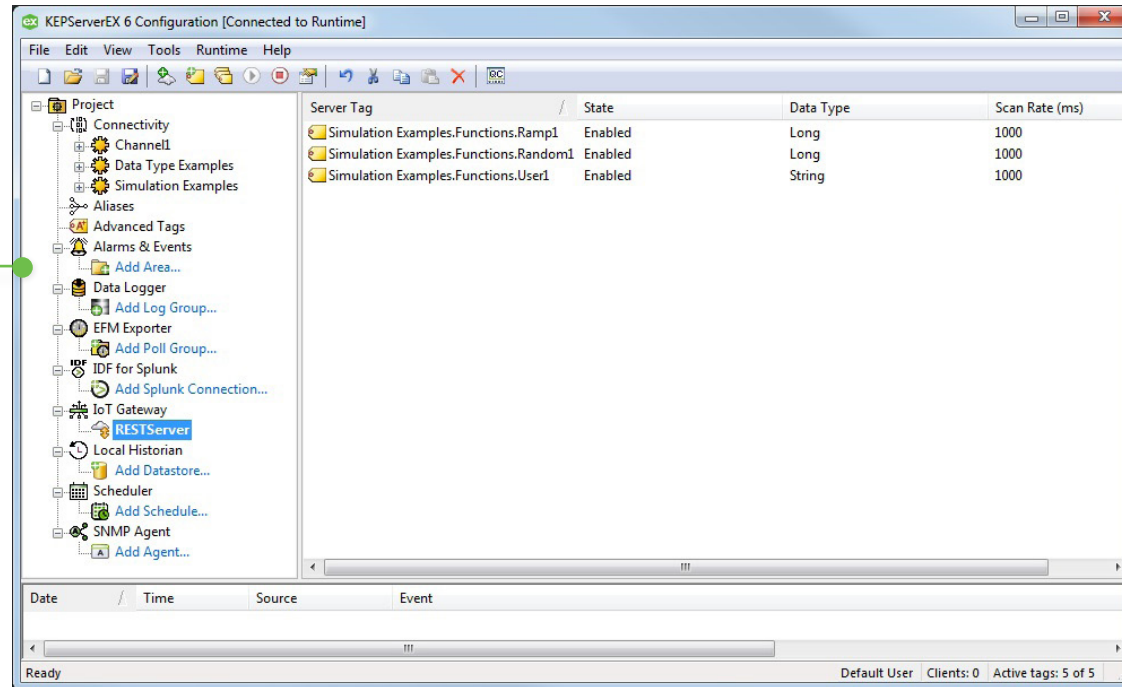 KEPServerEX 6 Configuration [Connected to Runtime]
File Edit View Tools Runtime Help
Project
Connectivity
Channel1
Data Type Examples
Simulation Examples
Aliases
Advanced Tags
Alarms & Events
Add Area...
Data Logger
Add Log Group...
EFM Exporter
Add Poll Group...
IDF for Splunk
Add Splunk Connection...
IoT Gateway
RESTServer
Local Historian
Add Datastore...
Scheduler
Add Schedule...
SNMP Agent
Add Agent...
Server Tag State Data Type Scan Rate (ms)
Simulation Examples.Functions.Ramp1 Enabled Long 1000
Simulation Examples.Functions.Random1 Enabled Long 1000
Simulation Examples.Functions.User1 Enabled String 1000
Date Time Source Event
Ready Default User Clients: 0 Active tags: 5 of 5